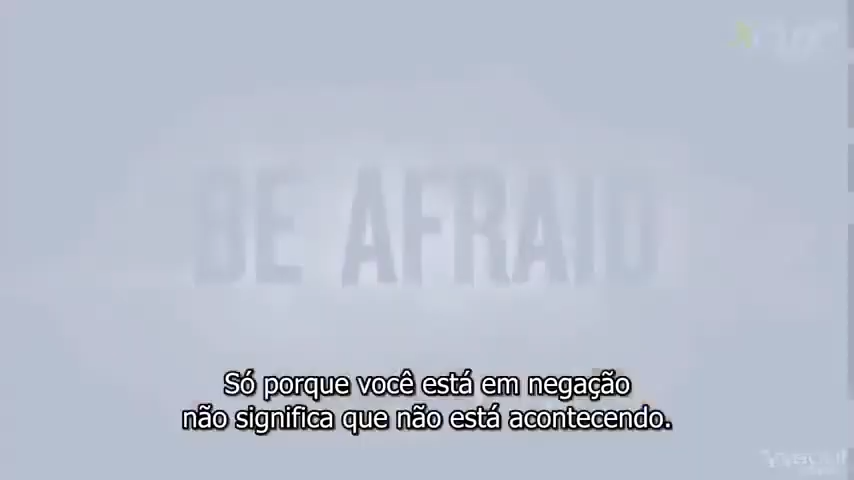 BE AFRAID
Só porque você está em negação
não significa que não está acontecendo.